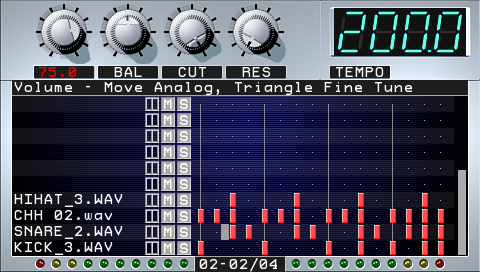 200.0
75.0 BAL CUT RES TEMPO
Volume - Move Analog, Triangle Fine Tune
M S
M S
M S
M S
M S
M S
HIHAT_3.WAV M S
CHH 02.wav M S
SNARE_2.WAV M S
KICK_3.WAV M S
02-02/04